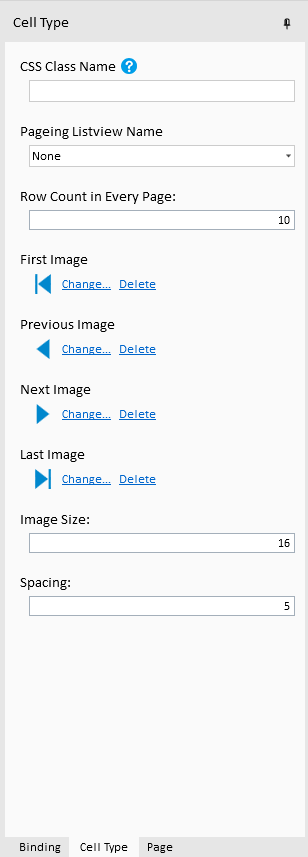 Cell Type
CSS Class Name ?
Pageing Listview Name
None
Row Count in Every Page:
10
First Image
Change... Delete
Previous Image
Change... Delete
Next Image
Change... Delete
Last Image
Change... Delete
Image Size:
16
Spacing:
5
Binding Cell Type Page